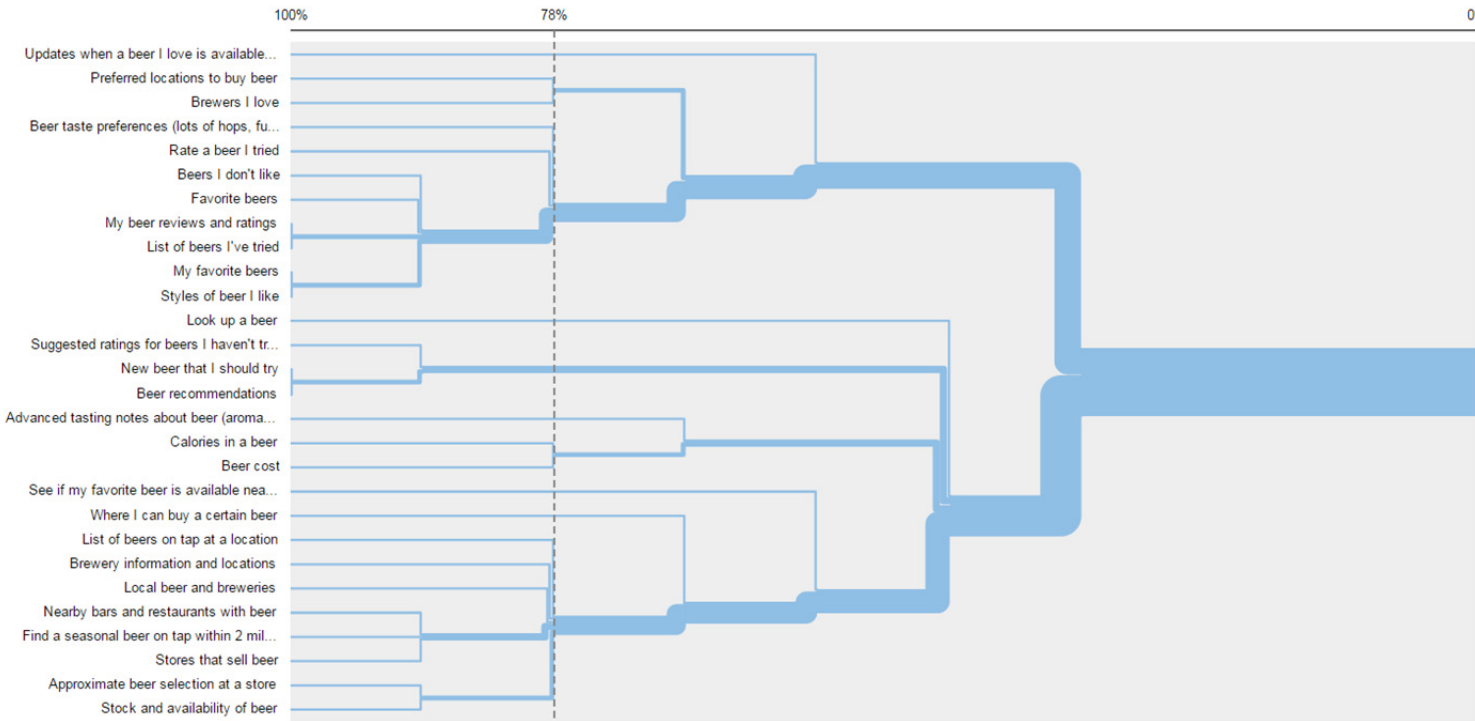 100% 78% 0
Updates when a beer I love is available...
Preferred locations to buy beer
Brewers I love
Beer taste preferences (lots of hops, fu...
Rate a beer I tried
Beers I don't like
Favorite beers
My beer reviews and ratings
List of beers I've tried
My favorite beers
Styles of beer I like
Look up a beer
Suggested ratings for beers I haven't tr...
New beer that I should try
Beer recommendations
Advanced tasting notes about beer (aroma...
Calories in a beer
Beer cost
See if my favorite beer is available nea...
Where I can buy a certain beer
List of beers on tap at a location
Brewery information and locations
Local beer and breweries
Nearby bars and restaurants with beer
Find a seasonal beer on tap within 2 mil...
Stores that sell beer
Approximate beer selection at a store
Stock and availability of beer